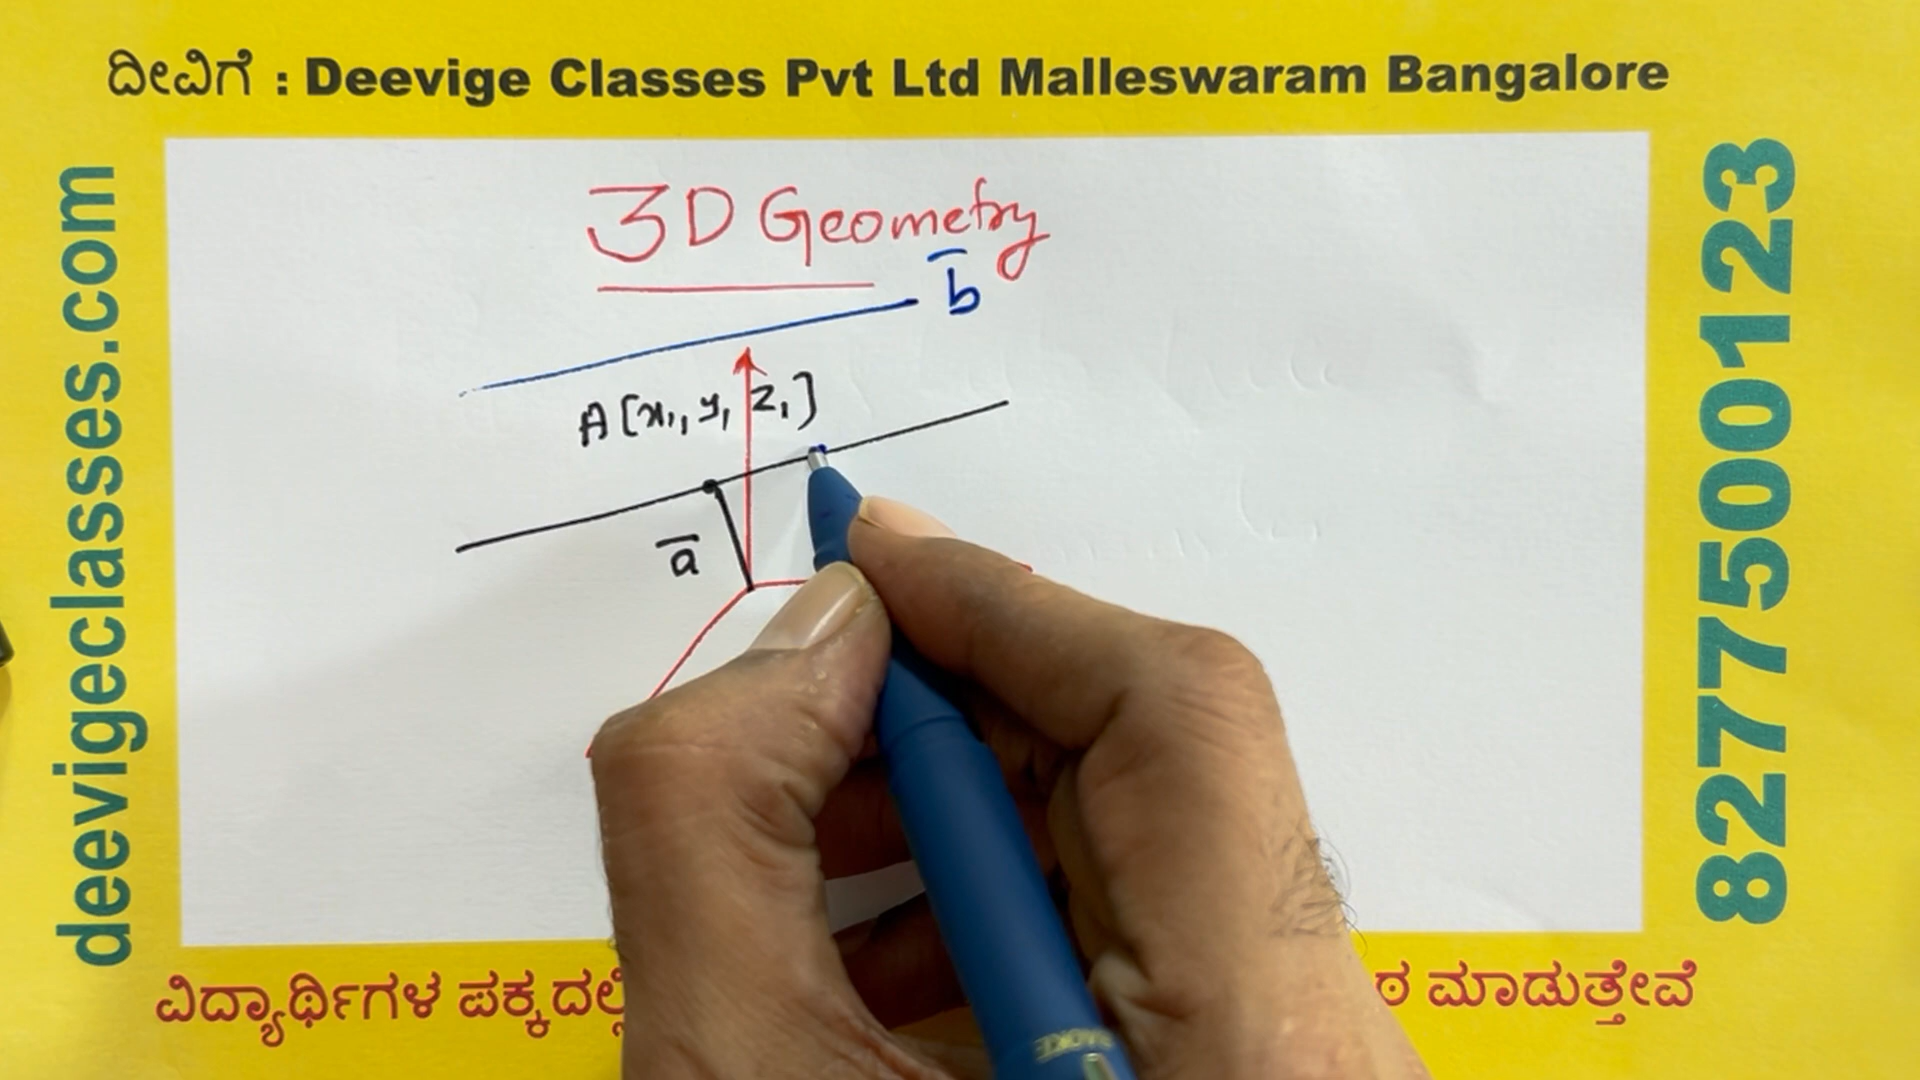 ದೀವಿಗೆ : Deevige Classes Pvt Ltd Malleswaram Bangalore
deevigeclasses.com
3D Geometry
b̅
A [x₁, y₁ z₁]
a̅
8277500123
ವಿದ್ಯಾರ್ಥಿಗಳ ಪಕ್ಕದಲ್ಲಿ ಮಾಡುತ್ತೇವೆ